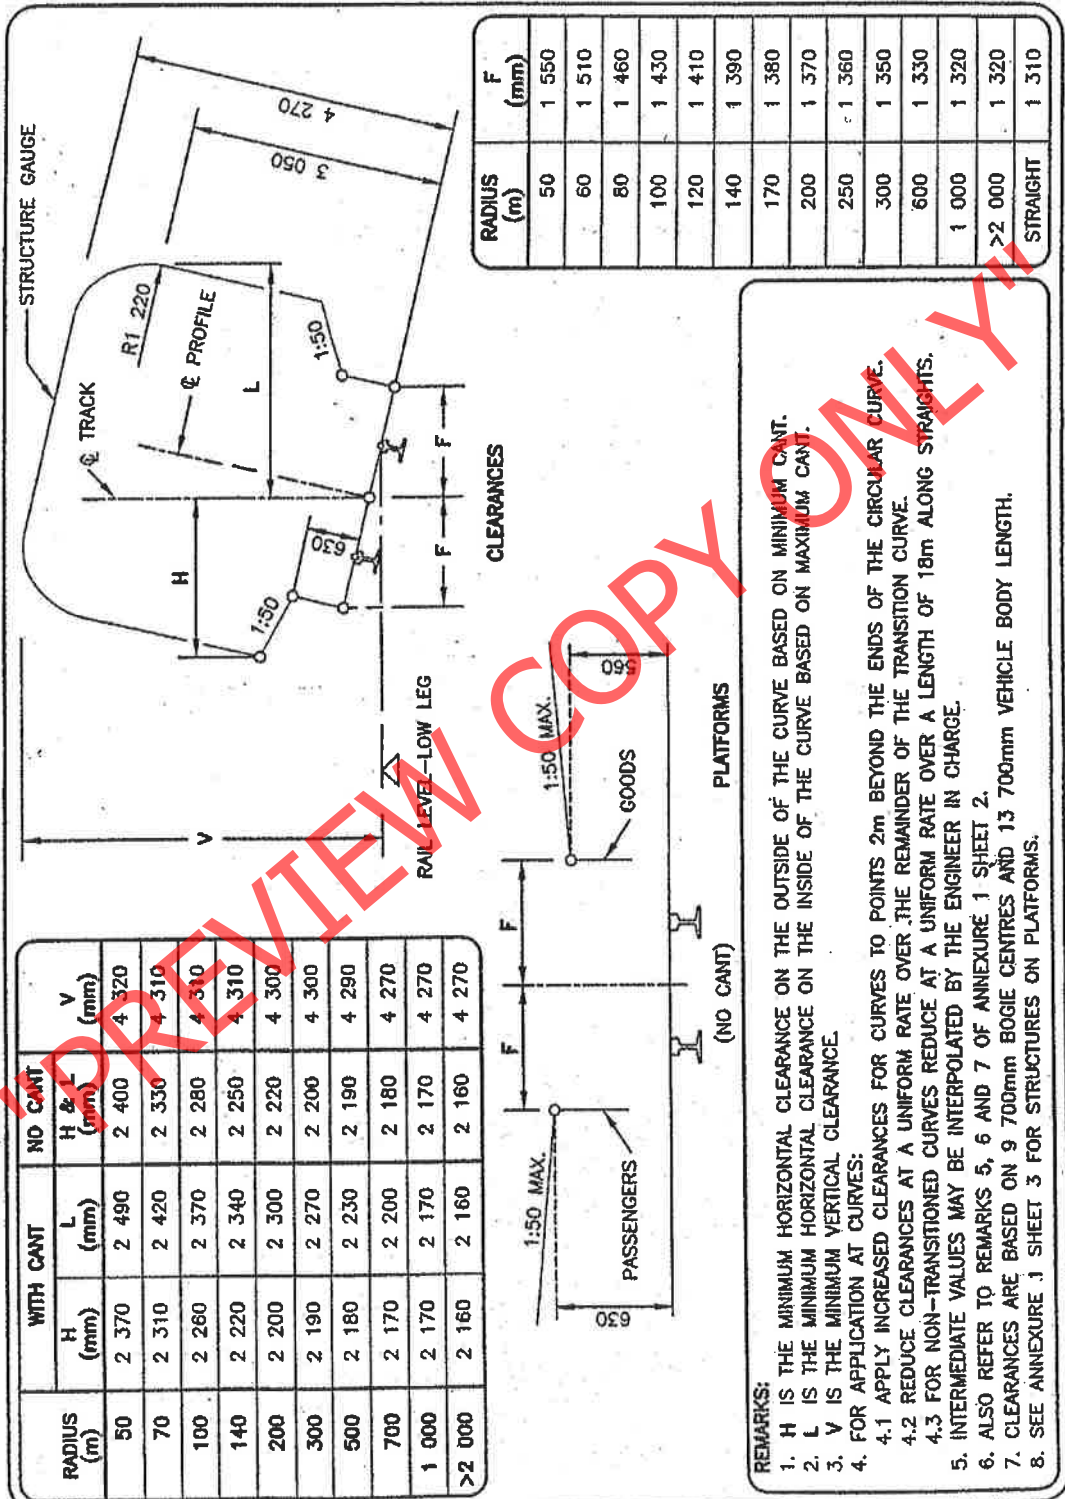 RADIUS (m) | WITH CANT H (mm) | WITH CANT L (mm) | NO CANT H & L (mm) | V (mm)
50 | 2 370 | 2 490 | 2 400 | 4 320
70 | 2 310 | 2 420 | 2 330 | 4 310
100 | 2 260 | 2 370 | 2 280 | 4 310
140 | 2 220 | 2 340 | 2 250 | 4 310
200 | 2 200 | 2 300 | 2 220 | 4 300
300 | 2 190 | 2 270 | 2 200 | 4 300
500 | 2 180 | 2 230 | 2 190 | 4 290
700 | 2 170 | 2 200 | 2 180 | 4 270
1 000 | 2 170 | 2 170 | 2 170 | 4 270
>2 000 | 2 160 | 2 160 | 2 160 | 4 270
STRUCTURE GAUGE
℄ TRACK
R1 220
℄ PROFILE
4 270
3 050
H
L
V
1:50
1:50
630
F
F
RAIL LEVEL-LOW LEG
CLEARANCES
RADIUS (m) | F (mm)
50 | 1 550
60 | 1 510
80 | 1 460
100 | 1 430
120 | 1 410
140 | 1 390
170 | 1 380
200 | 1 370
250 | 1 360
300 | 1 350
600 | 1 330
1 000 | 1 320
>2 000 | 1 320
STRAIGHT | 1 310
1:50 MAX.
1:50 MAX.
F
F
630
560
PASSENGERS
GOODS
(NO CANT)
PLATFORMS
REMARKS:
1. H IS THE MINIMUM HORIZONTAL CLEARANCE ON THE OUTSIDE OF THE CURVE BASED ON MINIMUM CANT.
2. L IS THE MINIMUM HORIZONTAL CLEARANCE ON THE INSIDE OF THE CURVE BASED ON MAXIMUM CANT.
3. V IS THE MINIMUM VERTICAL CLEARANCE.
4. FOR APPLICATION AT CURVES:
4.1 APPLY INCREASED CLEARANCES FOR CURVES TO POINTS 2m BEYOND THE ENDS OF THE CIRCULAR CURVE.
4.2 REDUCE CLEARANCES AT A UNIFORM RATE OVER THE REMAINDER OF THE TRANSITION CURVE.
4.3 FOR NON-TRANSITIONED CURVES REDUCE AT A UNIFORM RATE OVER A LENGTH OF 18m ALONG STRAIGHTS.
5. INTERMEDIATE VALUES MAY BE INTERPOLATED BY THE ENGINEER IN CHARGE.
6. ALSO REFER TO REMARKS 5, 6 AND 7 OF ANNEXURE 1 SHEET 2.
7. CLEARANCES ARE BASED ON 9 700mm BOGIE CENTRES AND 13 700mm VEHICLE BODY LENGTH.
8. SEE ANNEXURE 1 SHEET 3 FOR STRUCTURES ON PLATFORMS.
"PREVIEW COPY ONLY"